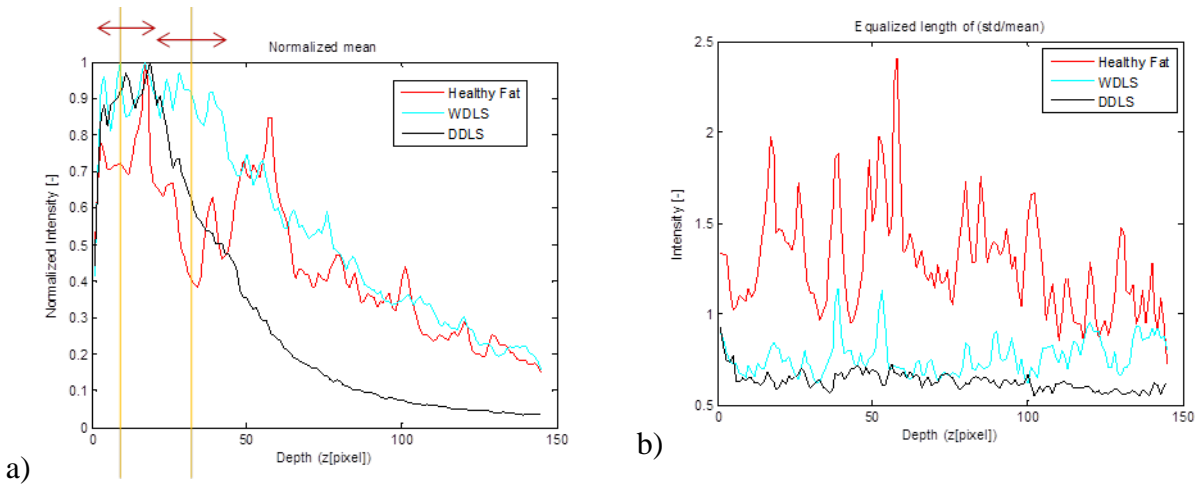 Normalized mean
1
0.9
0.8
0.7
0.6
0.5
0.4
0.3
0.2
0.1
0
Normalized Intensity [-]
Healthy Fat
WDLS
DDLS
0 50 100 150
Depth (z[pixel])
a)
Equalized length of (std/mean)
2.5
2
1.5
1
0.5
Intensity [-]
Healthy Fat
WDLS
DDLS
0 50 100 150
Depth (z[pixel])
b)